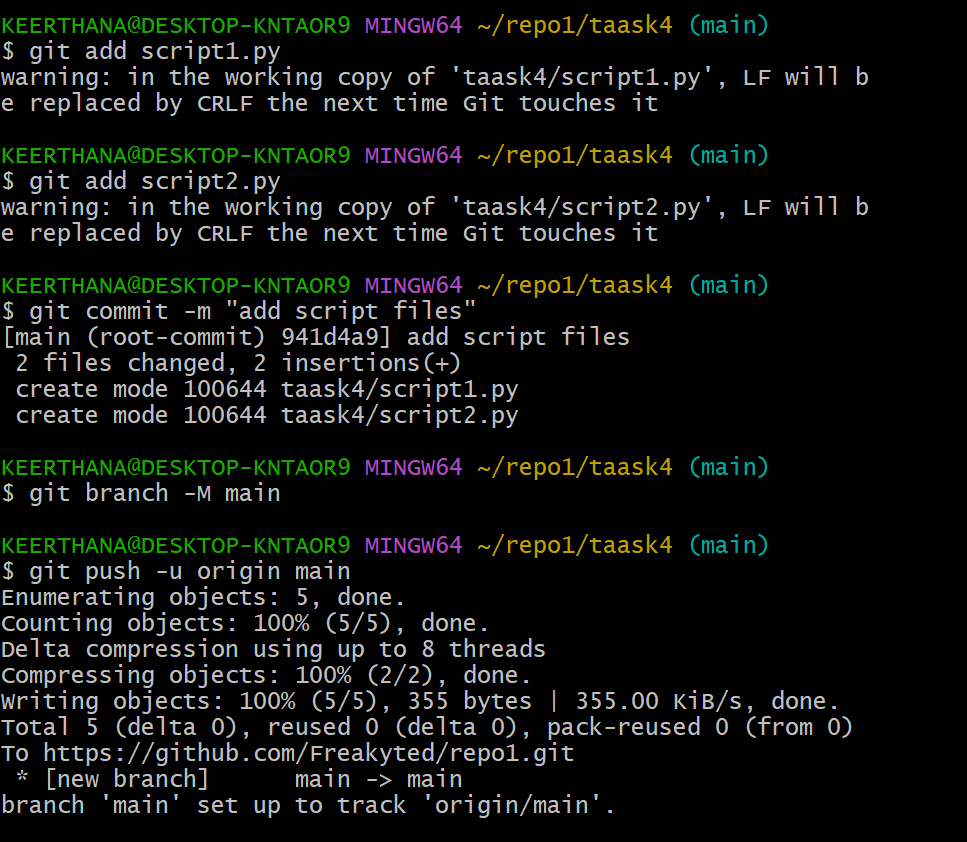 KEERTHANA@DESKTOP-KNTAOR9 MINGW64 ~/repo1/taask4 (main)
$ git add script1.py
warning: in the working copy of 'taask4/script1.py', LF will b
e replaced by CRLF the next time Git touches it
KEERTHANA@DESKTOP-KNTAOR9 MINGW64 ~/repo1/taask4 (main)
$ git add script2.py
warning: in the working copy of 'taask4/script2.py', LF will b
e replaced by CRLF the next time Git touches it
KEERTHANA@DESKTOP-KNTAOR9 MINGW64 ~/repo1/taask4 (main)
$ git commit -m "add script files"
[main (root-commit) 941d4a9] add script files
 2 files changed, 2 insertions(+)
 create mode 100644 taask4/script1.py
 create mode 100644 taask4/script2.py
KEERTHANA@DESKTOP-KNTAOR9 MINGW64 ~/repo1/taask4 (main)
$ git branch -M main
KEERTHANA@DESKTOP-KNTAOR9 MINGW64 ~/repo1/taask4 (main)
$ git push -u origin main
Enumerating objects: 5, done.
Counting objects: 100% (5/5), done.
Delta compression using up to 8 threads
Compressing objects: 100% (2/2), done.
Writing objects: 100% (5/5), 355 bytes | 355.00 KiB/s, done.
Total 5 (delta 0), reused 0 (delta 0), pack-reused 0 (from 0)
To https://github.com/Freakyted/repo1.git
 * [new branch]      main -> main
branch 'main' set up to track 'origin/main'.